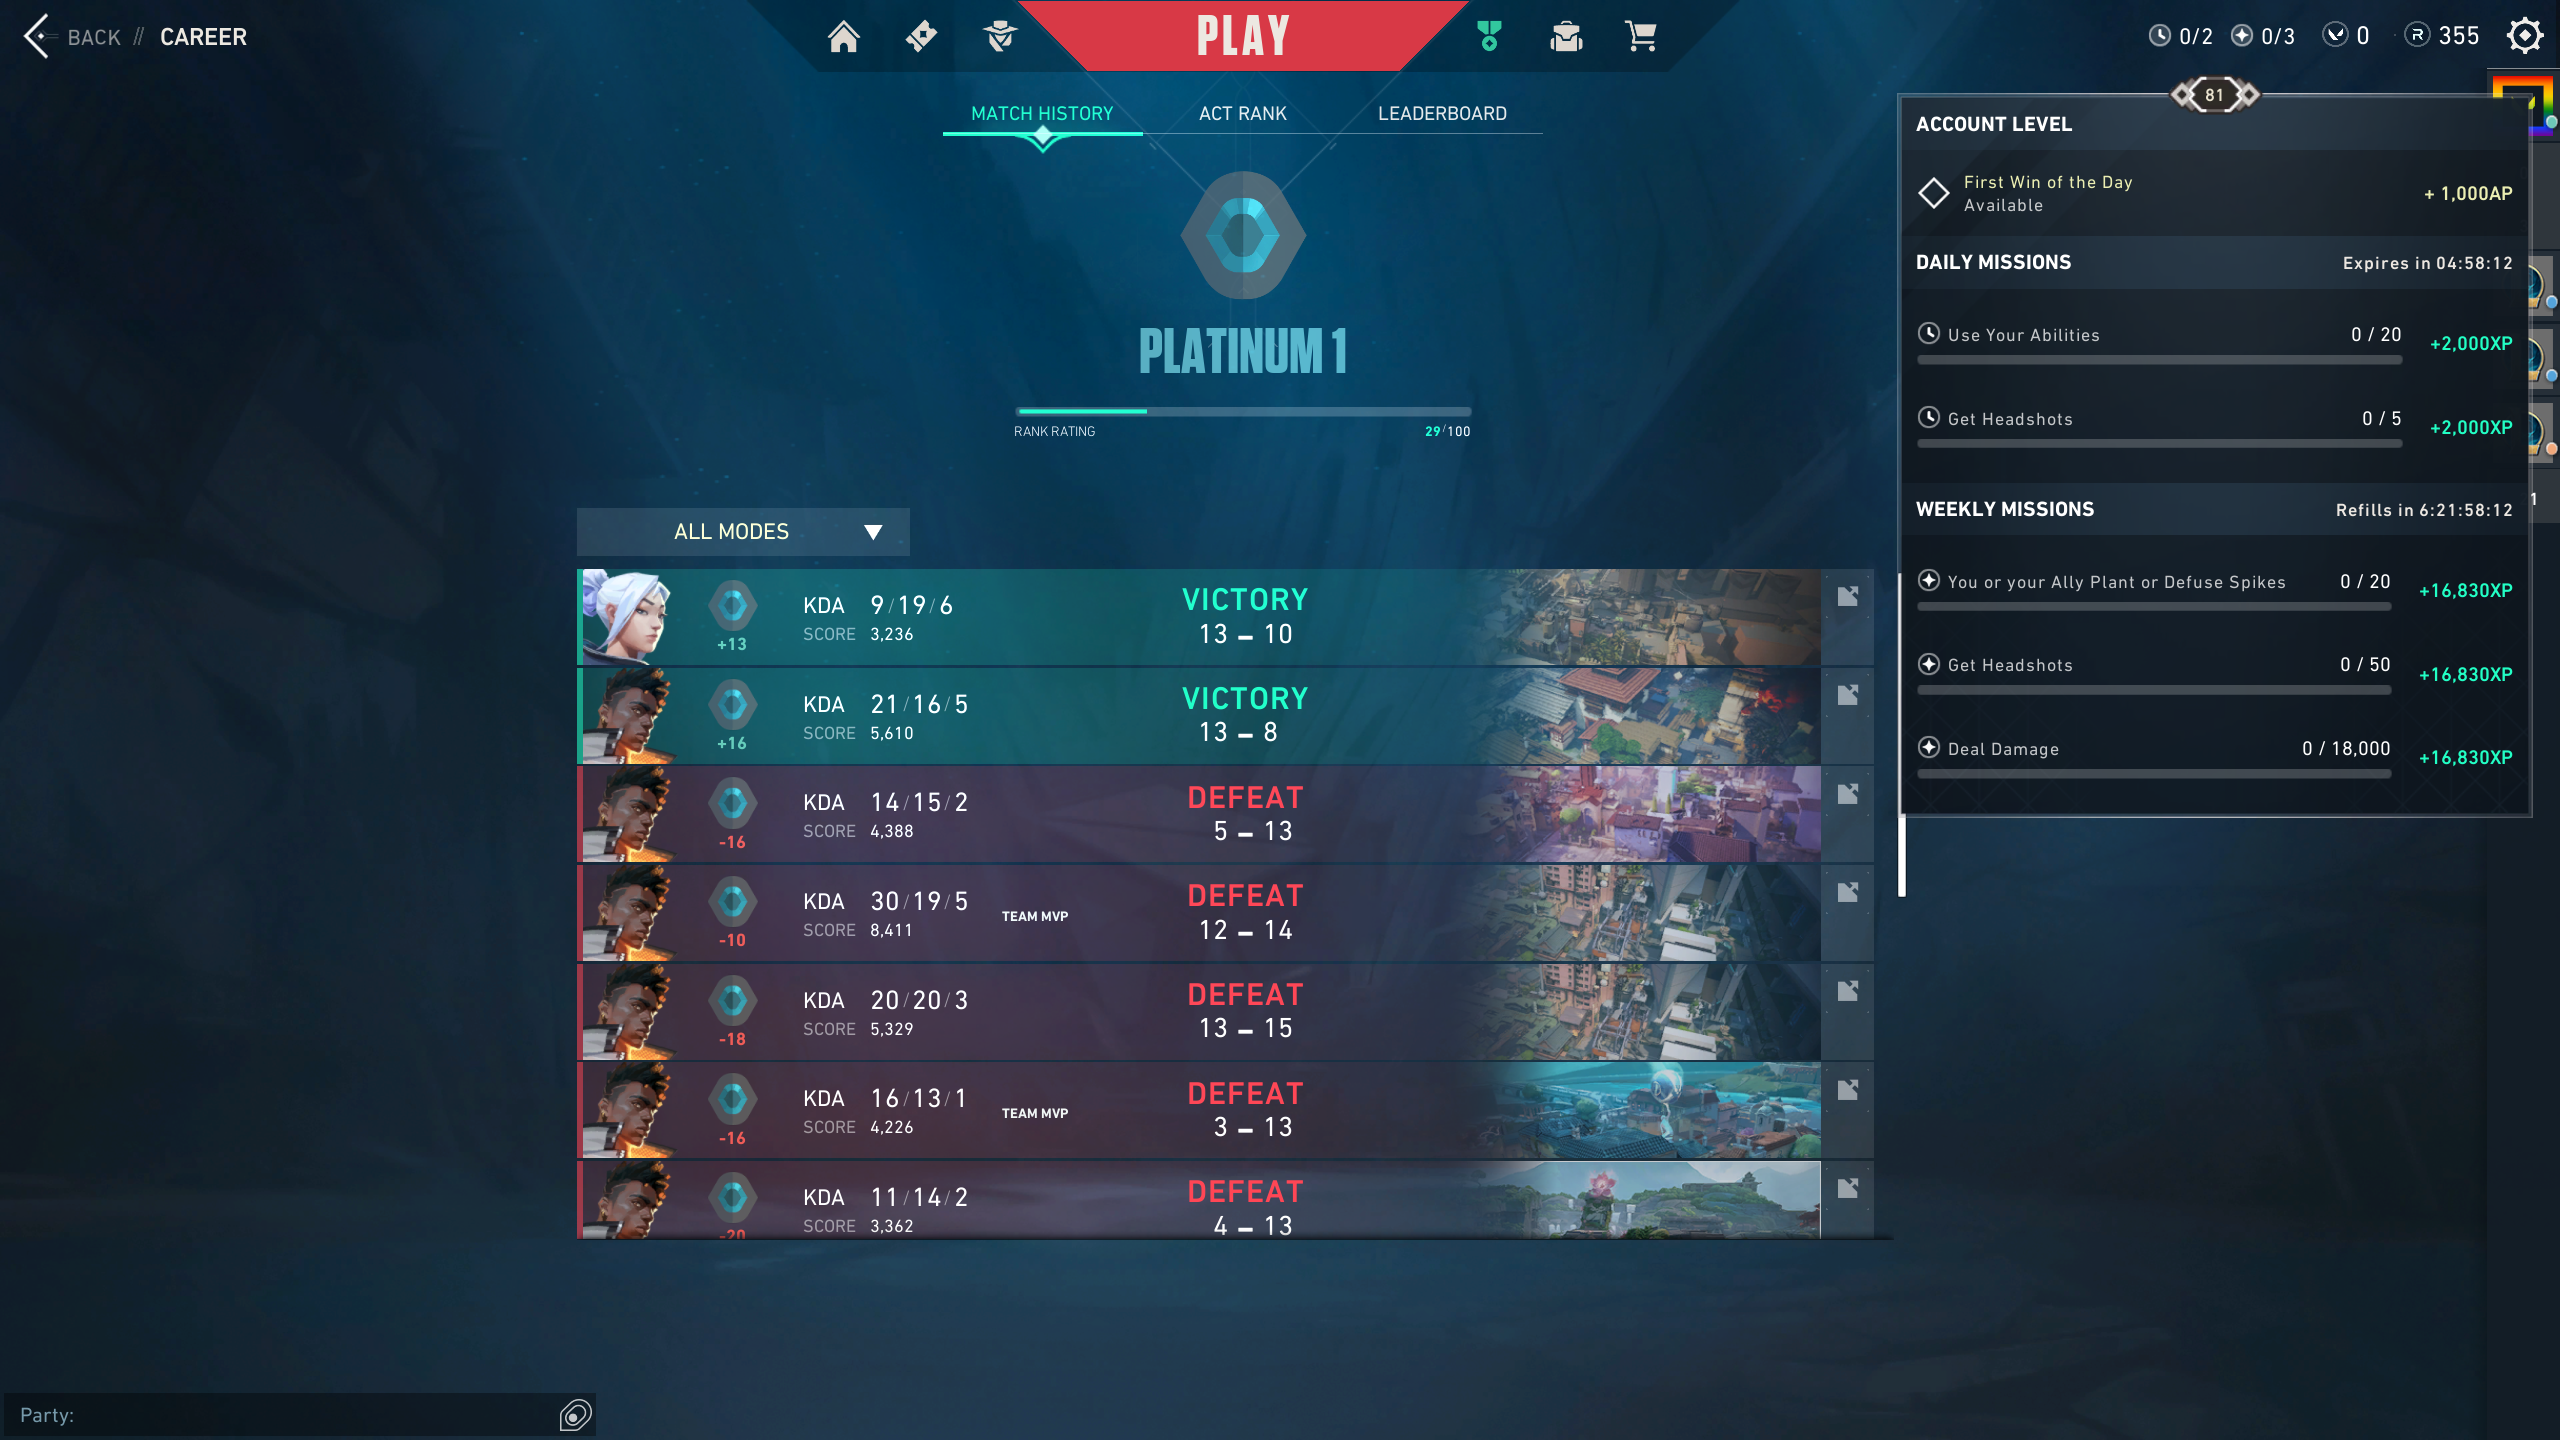 BACK // CAREER
PLAY
0/2 0/3 0 R 355
MATCH HISTORY ACT RANK LEADERBOARD
PLATINUM 1
RANK RATING 29/100
ALL MODES
+13
KDA 9/19/6
SCORE 3,236
VICTORY
13 – 10
+16
KDA 21/16/5
SCORE 5,610
VICTORY
13 – 8
-16
KDA 14/15/2
SCORE 4,388
DEFEAT
5 – 13
-10
KDA 30/19/5
SCORE 8,411
TEAM MVP
DEFEAT
12 – 14
-18
KDA 20/20/3
SCORE 5,329
DEFEAT
13 – 15
-16
KDA 16/13/1
SCORE 4,226
TEAM MVP
DEFEAT
3 – 13
-20
KDA 11/14/2
SCORE 3,362
DEFEAT
4 – 13
81
ACCOUNT LEVEL
First Win of the Day
Available
+ 1,000AP
DAILY MISSIONS Expires in 04:58:12
Use Your Abilities 0 / 20 +2,000XP
Get Headshots 0 / 5 +2,000XP
WEEKLY MISSIONS Refills in 6:21:58:12
You or your Ally Plant or Defuse Spikes 0 / 20 +16,830XP
Get Headshots 0 / 50 +16,830XP
Deal Damage 0 / 18,000 +16,830XP
1
Party: